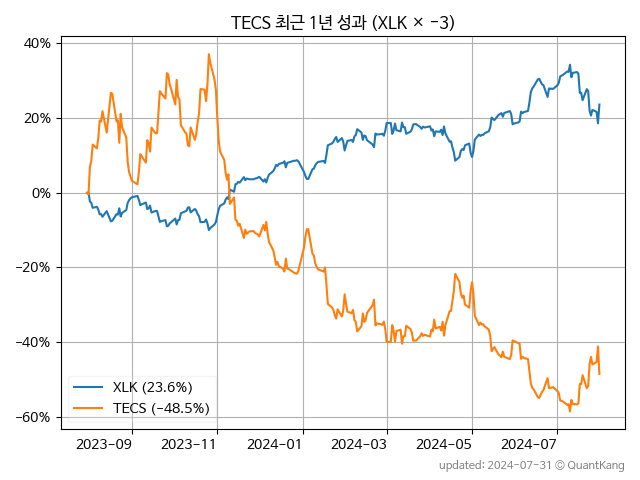 TECS 최근 1년 성과 (XLK × −3)
40%
20%
0%
−20%
−40%
−60%
XLK (23.6%)
TECS (−48.5%)
2023−09 2023−11 2024−01 2024−03 2024−05 2024−07
updated: 2024-07-31 © QuantKang